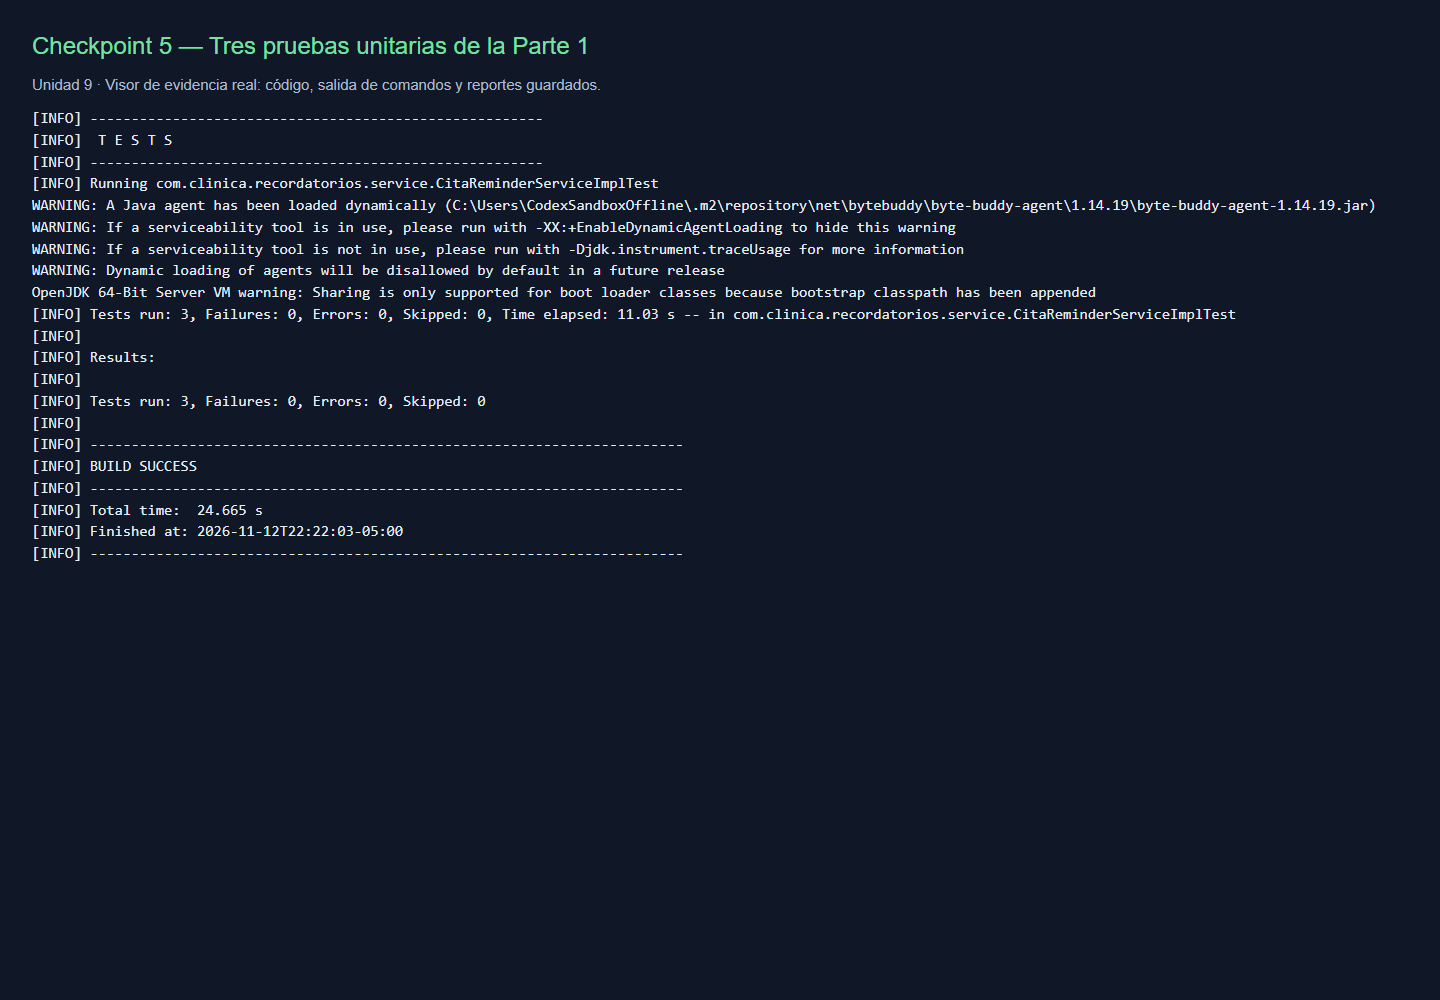 Checkpoint 5 — Tres pruebas unitarias de la Parte 1
Unidad 9 · Visor de evidencia real: código, salida de comandos y reportes guardados.
[INFO] -------------------------------------------------------
[INFO]  T E S T S
[INFO] -------------------------------------------------------
[INFO] Running com.clinica.recordatorios.service.CitaReminderServiceImplTest
WARNING: A Java agent has been loaded dynamically (C:\Users\CodexSandboxOffline\.m2\repository\net\bytebuddy\byte-buddy-agent\1.14.19\byte-buddy-agent-1.14.19.jar)
WARNING: If a serviceability tool is in use, please run with -XX:+EnableDynamicAgentLoading to hide this warning
WARNING: If a serviceability tool is not in use, please run with -Djdk.instrument.traceUsage for more information
WARNING: Dynamic loading of agents will be disallowed by default in a future release
OpenJDK 64-Bit Server VM warning: Sharing is only supported for boot loader classes because bootstrap classpath has been appended
[INFO] Tests run: 3, Failures: 0, Errors: 0, Skipped: 0, Time elapsed: 11.03 s -- in com.clinica.recordatorios.service.CitaReminderServiceImplTest
[INFO]
[INFO] Results:
[INFO]
[INFO] Tests run: 3, Failures: 0, Errors: 0, Skipped: 0
[INFO]
[INFO] ------------------------------------------------------------------------
[INFO] BUILD SUCCESS
[INFO] ------------------------------------------------------------------------
[INFO] Total time:  24.665 s
[INFO] Finished at: 2026-11-12T22:22:03-05:00
[INFO] ------------------------------------------------------------------------